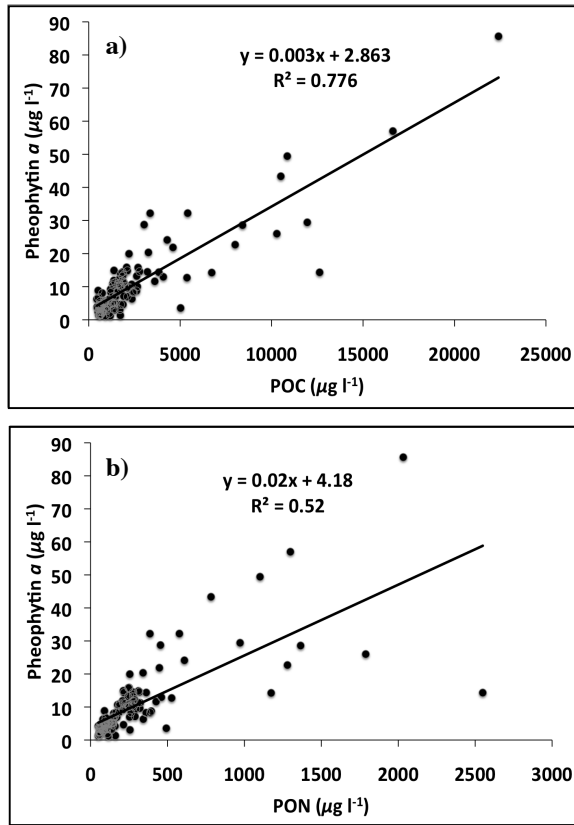 a)
y = 0.003x + 2.863
R² = 0.776
Pheophytin a (µg l⁻¹)
90
80
70
60
50
40
30
20
10
0
0 5000 10000 15000 20000 25000
POC (µg l⁻¹)
b)
y = 0.02x + 4.18
R² = 0.52
Pheophytin a (µg l⁻¹)
90
80
70
60
50
40
30
20
10
0
0 500 1000 1500 2000 2500 3000
PON (µg l⁻¹)